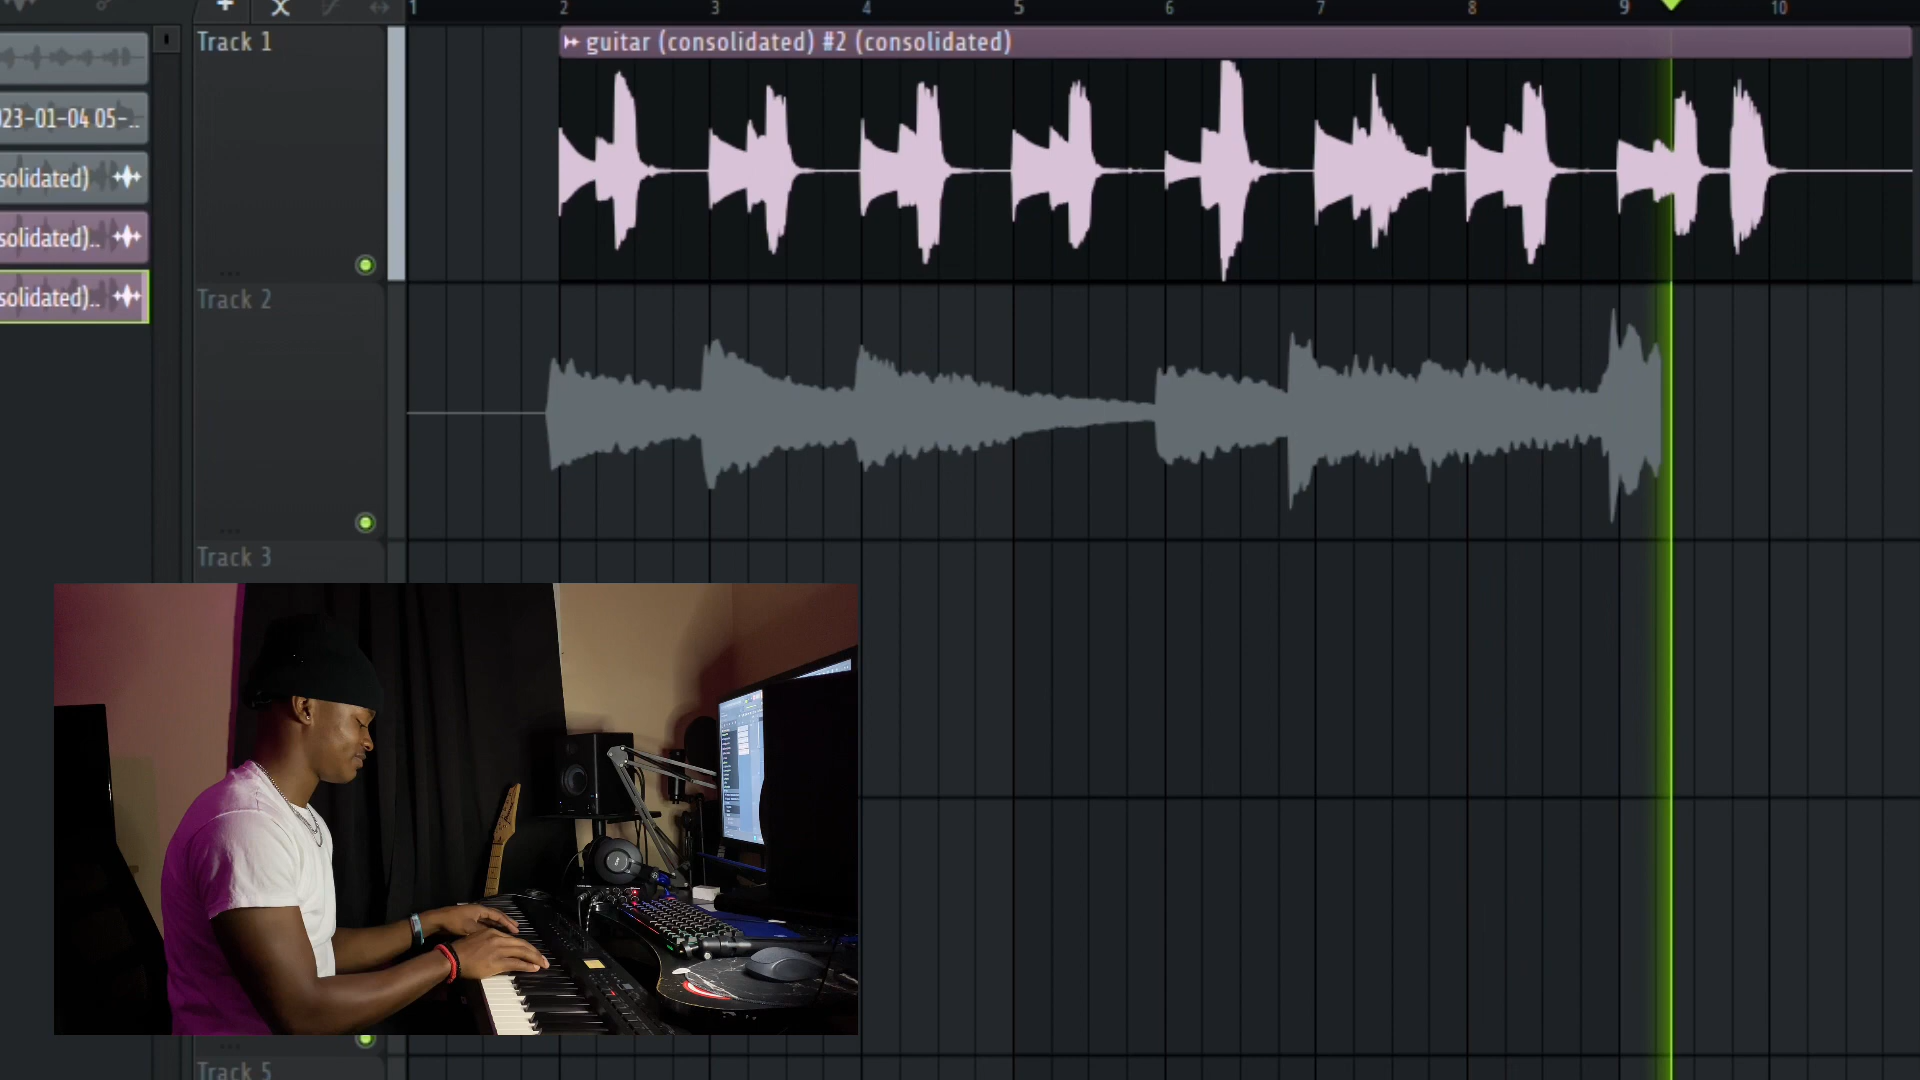 1 2 3 4 5 6 7 8 9 10
Track 1
guitar (consolidated) #2 (consolidated)
023-01-04 05-..
solidated)
solidated)..
solidated)..
Track 2
Track 3
Track 5